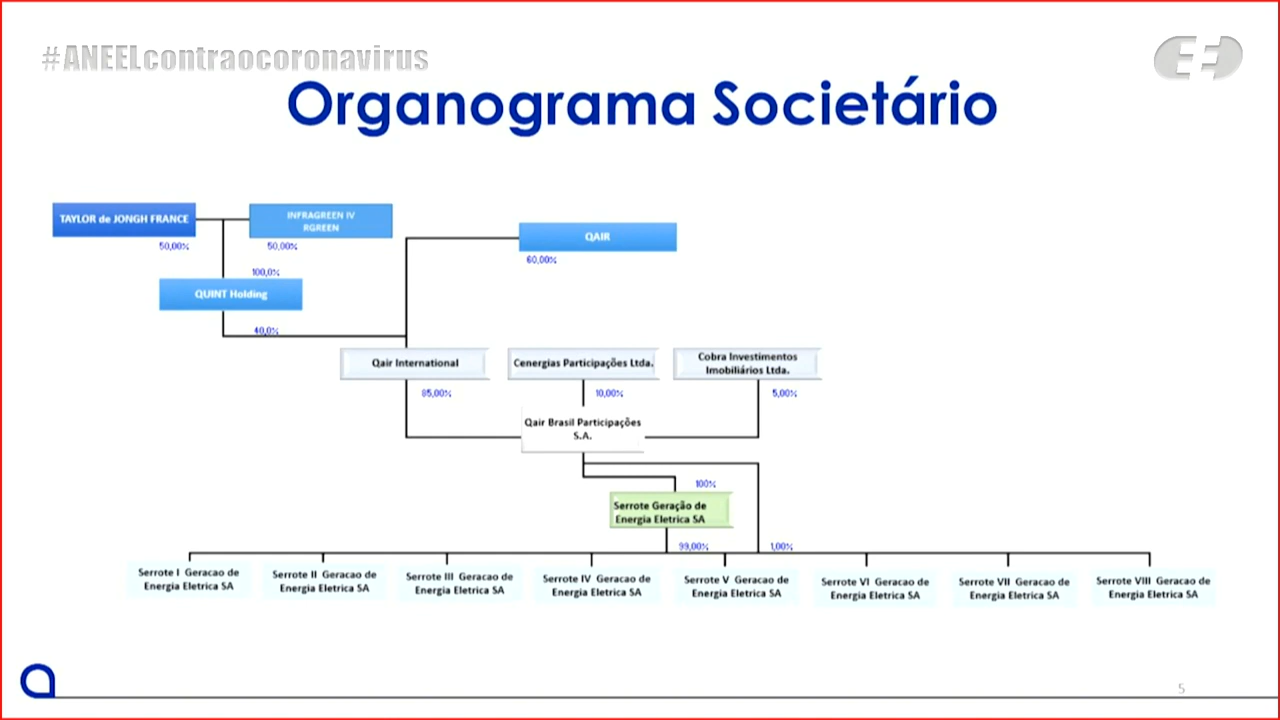 #ANEELcontraocoronavirus
Organograma Societário
TAYLOR de JONGH FRANCE
INFRAGREEN IV
RGREEN
QAIR
50,00%
50,00%
60,00%
100,0%
QUINT Holding
40,0%
Qair International
Cenergias Participações Ltda.
Cobra Investimentos
Imobiliários Ltda.
85,00%
10,00%
5,00%
Qair Brasil Participações
S.A.
100%
Serrote Geração de
Energia Eletrica SA
99,00%
1,00%
Serrote I Geracao de
Energia Eletrica SA
Serrote II Geracao de
Energia Eletrica SA
Serrote III Geracao de
Energia Eletrica SA
Serrote IV Geracao de
Energia Eletrica SA
Serrote V Geracao de
Energia Eletrica SA
Serrote VI Geracao de
Energia Eletrica SA
Serrote VII Geracao de
Energia Eletrica SA
Serrote VIII Geracao de
Energia Eletrica SA
5